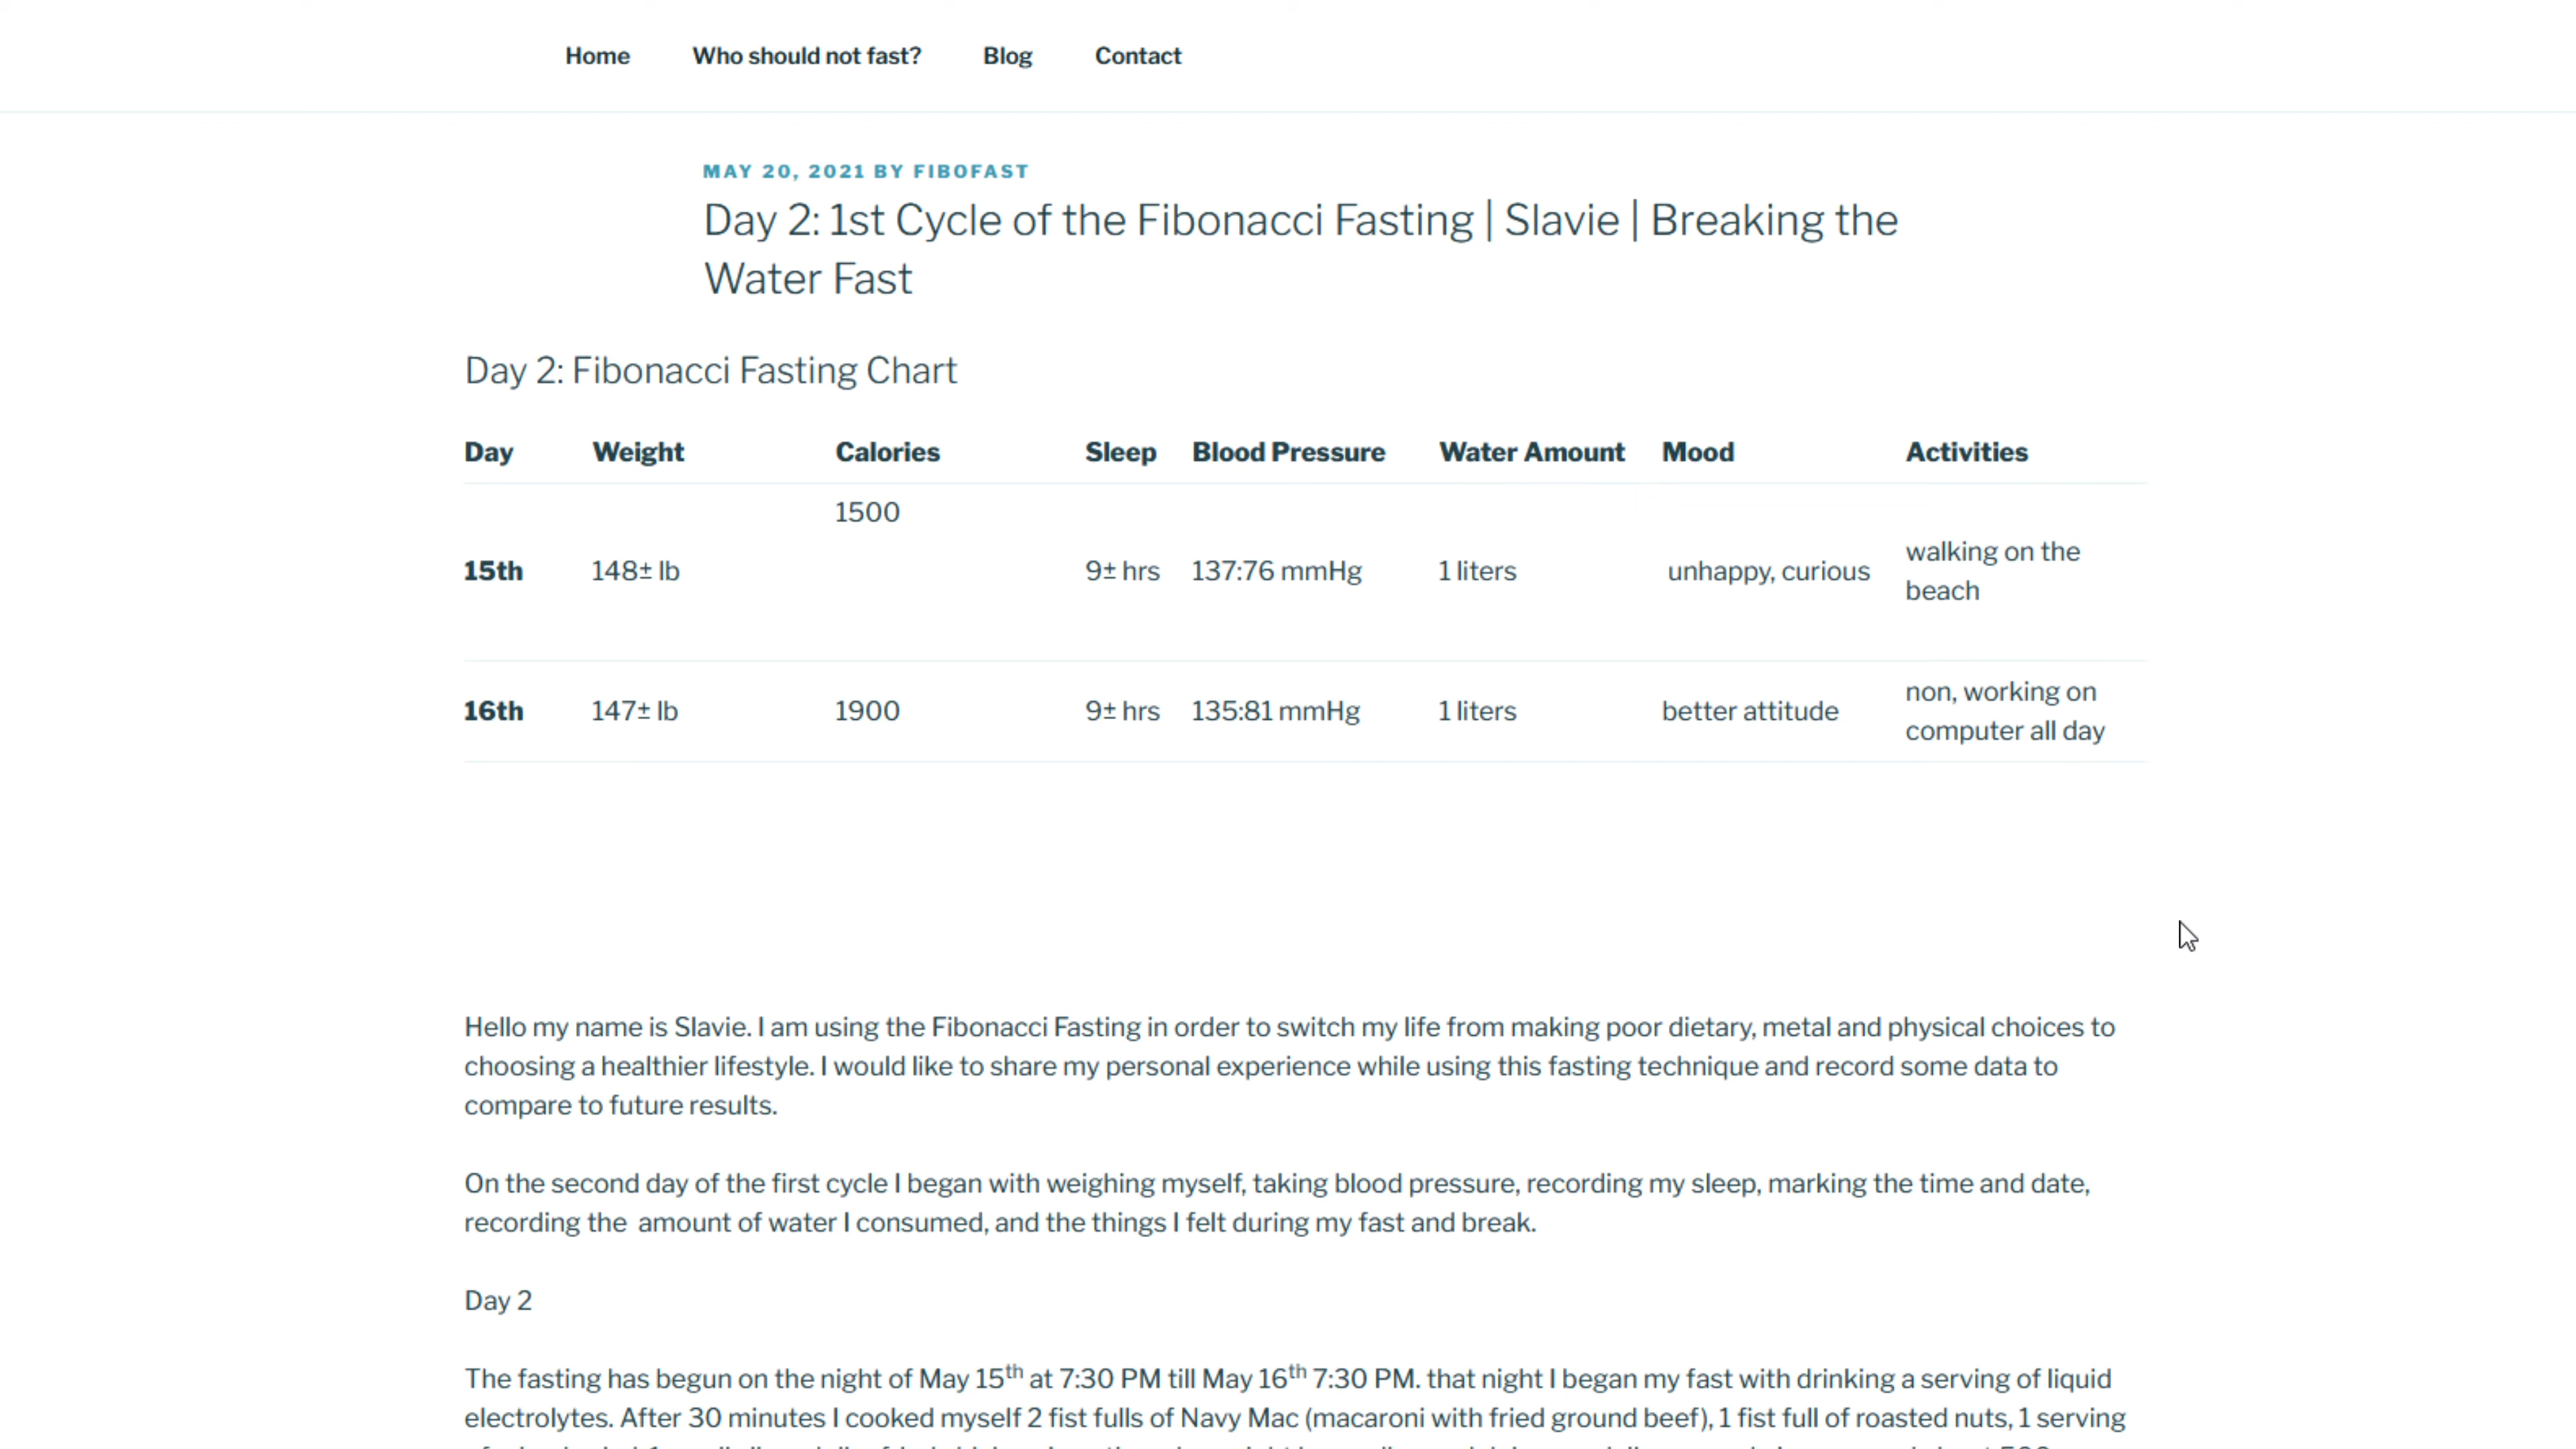 Home Who should not fast? Blog Contact
MAY 20, 2021 BY FIBOFAST
Day 2: 1st Cycle of the Fibonacci Fasting | Slavie | Breaking the
Water Fast
Day 2: Fibonacci Fasting Chart
Day Weight Calories Sleep Blood Pressure Water Amount Mood Activities
15th 148± lb 1500 9± hrs 137:76 mmHg 1 liters unhappy, curious walking on the
beach
16th 147± lb 1900 9± hrs 135:81 mmHg 1 liters better attitude non, working on
computer all day
Hello my name is Slavie. I am using the Fibonacci Fasting in order to switch my life from making poor dietary, metal and physical choices to
choosing a healthier lifestyle. I would like to share my personal experience while using this fasting technique and record some data to
compare to future results.
On the second day of the first cycle I began with weighing myself, taking blood pressure, recording my sleep, marking the time and date,
recording the amount of water I consumed, and the things I felt during my fast and break.
Day 2
The fasting has begun on the night of May 15th at 7:30 PM till May 16th 7:30 PM. that night I began my fast with drinking a serving of liquid
electrolytes. After 30 minutes I cooked myself 2 fist fulls of Navy Mac (macaroni with fried ground beef), 1 fist full of roasted nuts, 1 serving